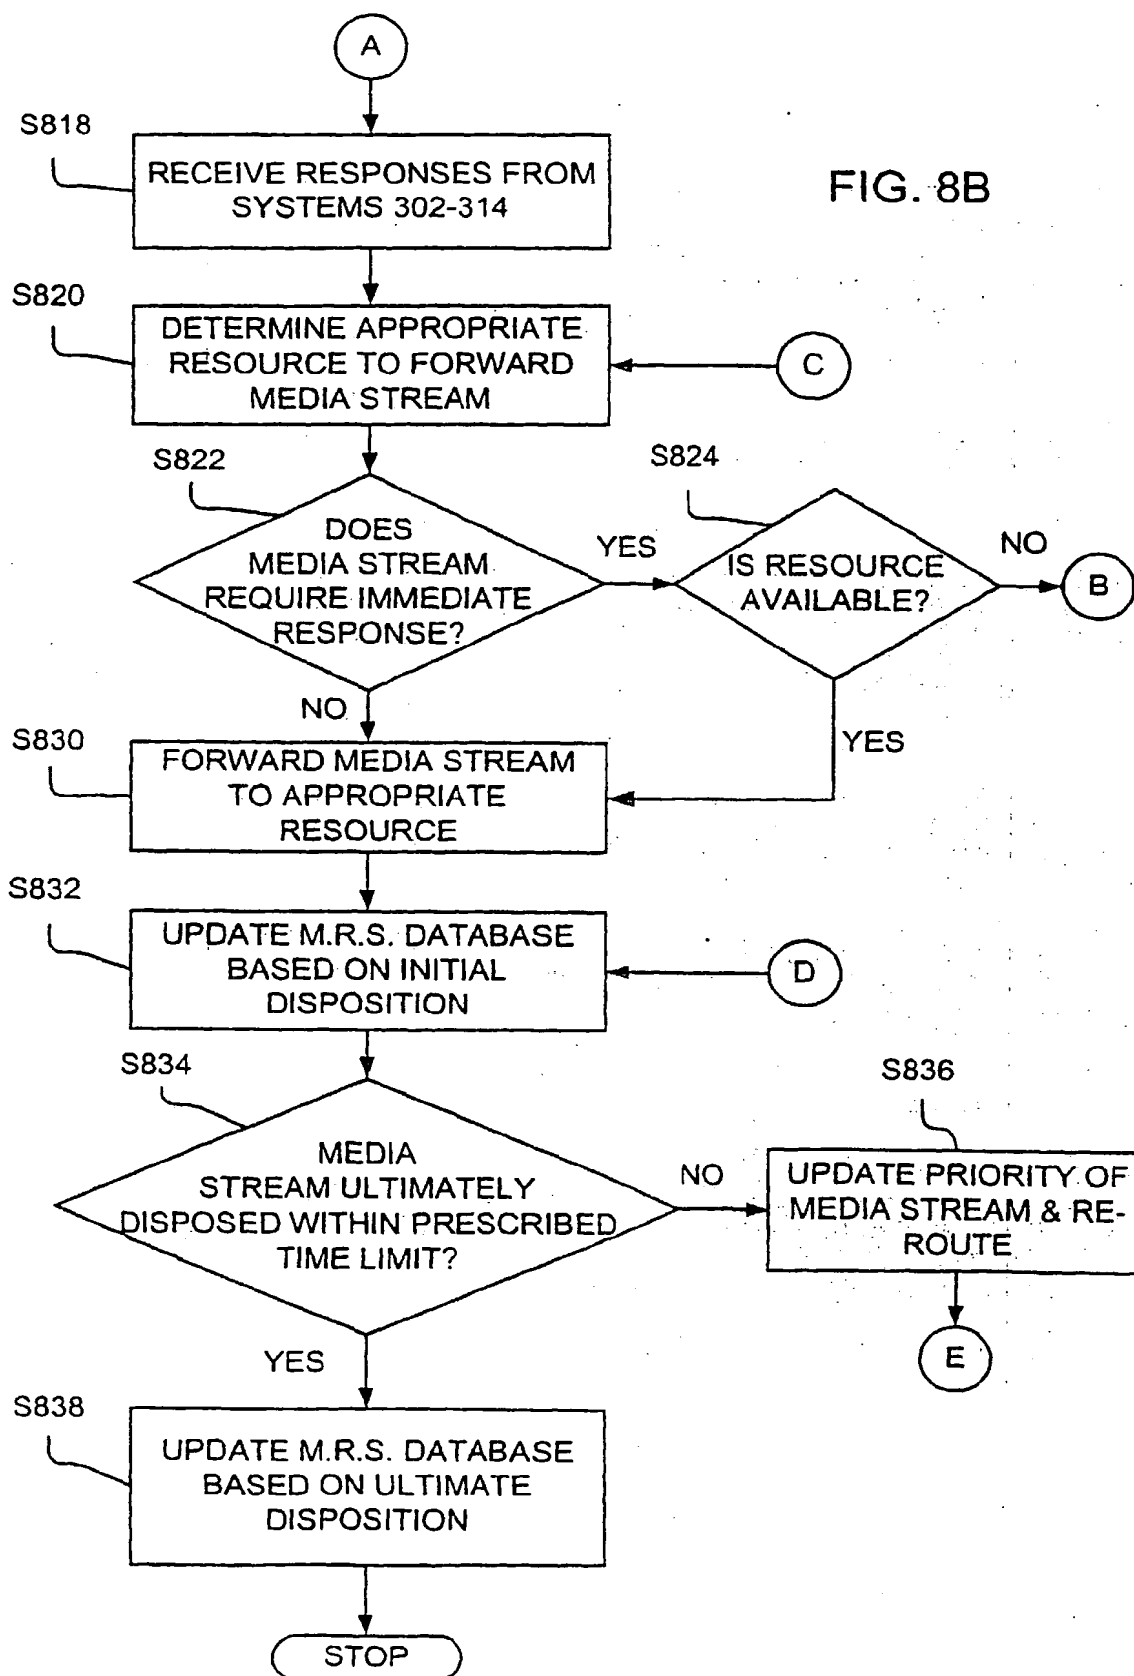 A
S818
RECEIVE RESPONSES FROM
SYSTEMS 302-314
FIG. 8B
S820
DETERMINE APPROPRIATE
RESOURCE TO FORWARD
MEDIA STREAM
C
S822
DOES
MEDIA STREAM
REQUIRE IMMEDIATE
RESPONSE?
YES
S824
IS RESOURCE
AVAILABLE?
NO
B
NO
YES
S830
FORWARD MEDIA STREAM
TO APPROPRIATE
RESOURCE
S832
UPDATE M.R.S. DATABASE
BASED ON INITIAL
DISPOSITION
D
S834
MEDIA
STREAM ULTIMATELY
DISPOSED WITHIN PRESCRIBED
TIME LIMIT?
NO
S836
UPDATE PRIORITY OF
MEDIA STREAM & RE-
ROUTE
E
YES
S838
UPDATE M.R.S. DATABASE
BASED ON ULTIMATE
DISPOSITION
STOP